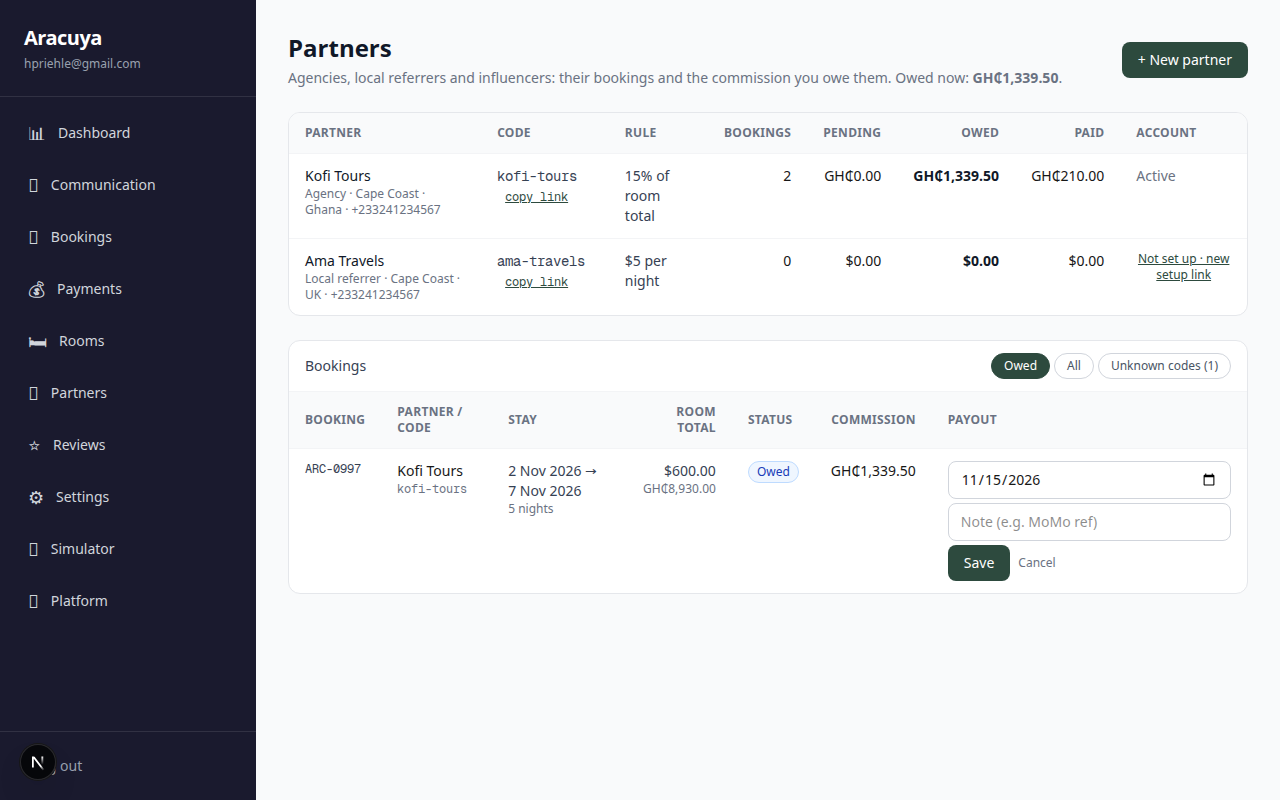 Aracuya
hpriehle@gmail.com
Dashboard
Communication
Bookings
Payments
Rooms
Partners
Reviews
Settings
Simulator
Platform
out
Partners
Agencies, local referrers and influencers: their bookings and the commission you owe them. Owed now: GH₵1,339.50.
+ New partner
PARTNER CODE RULE BOOKINGS PENDING OWED PAID ACCOUNT
Kofi Tours kofi-tours 15% of 2 GH₵0.00 GH₵1,339.50 GH₵210.00 Active
Agency · Cape Coast · copy link room
Ghana · +233241234567 total
Ama Travels ama-travels $5 per 0 $0.00 $0.00 $0.00 Not set up · new
Local referrer · Cape Coast · copy link night setup link
UK · +233241234567
Bookings Owed All Unknown codes (1)
BOOKING PARTNER / STAY ROOM STATUS COMMISSION PAYOUT
CODE TOTAL
ARC-0997 Kofi Tours 2 Nov 2026 → $600.00 Owed GH₵1,339.50 11/15/2026
kofi-tours 7 Nov 2026 GH₵8,930.00
5 nights
Note (e.g. MoMo ref)
Save Cancel